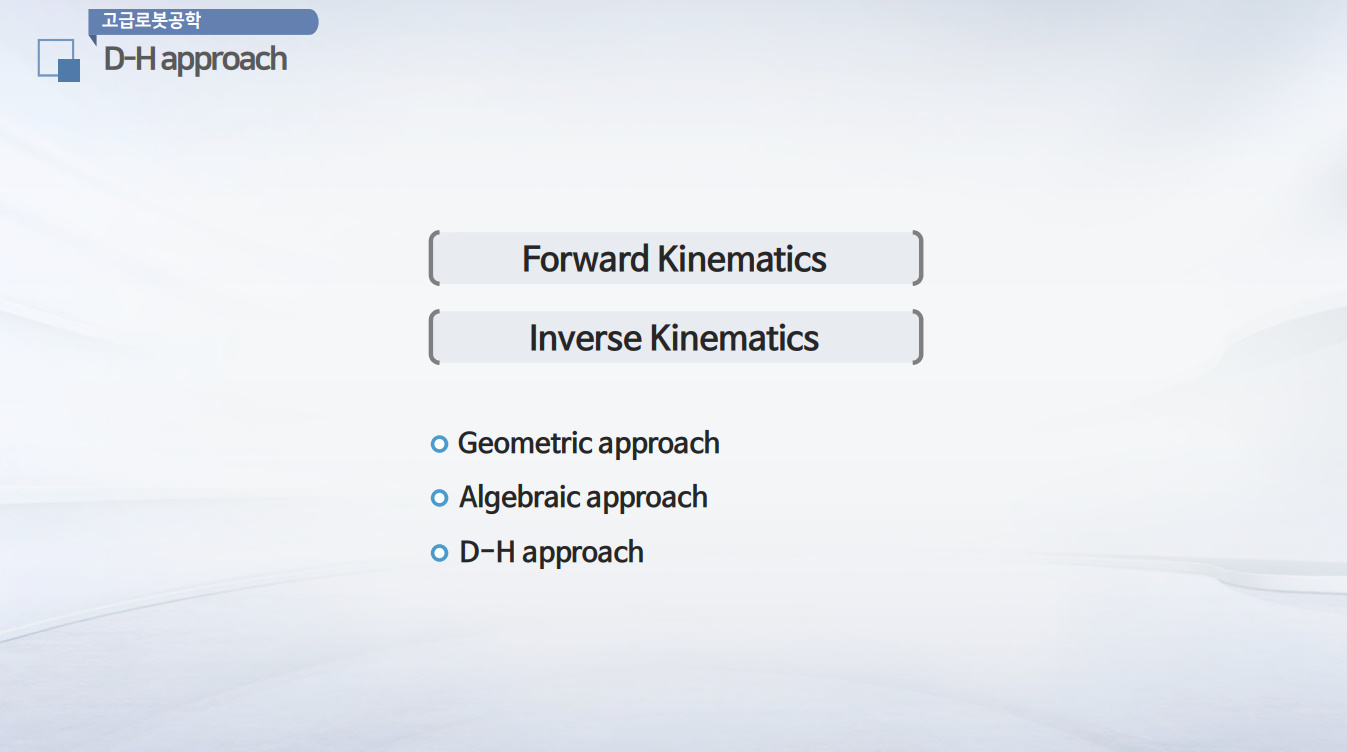 고급로봇공학
D-H approach
Forward Kinematics
Inverse Kinematics
Geometric approach
Algebraic approach
D-H approach